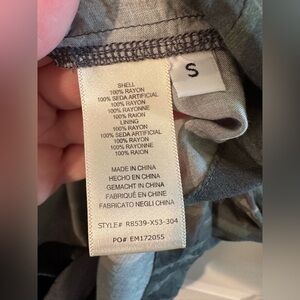 S
SHELL
100% RAYON
100% SEDA ARTIFICIAL
100% RAYON
100% RAYONNE
100% RAION
LINING
100% RAYON
100% SEDA ARTIFICIAL
100% RAYON
100% RAYONNE
100% RAION
MADE IN CHINA
HECHO EN CHINA
GEMACHT IN CHINA
FABRIQUÉ EN CHINE
FABRICATO NEGLI CHINA
STYLE# R8539-X53-304
PO# EM172055